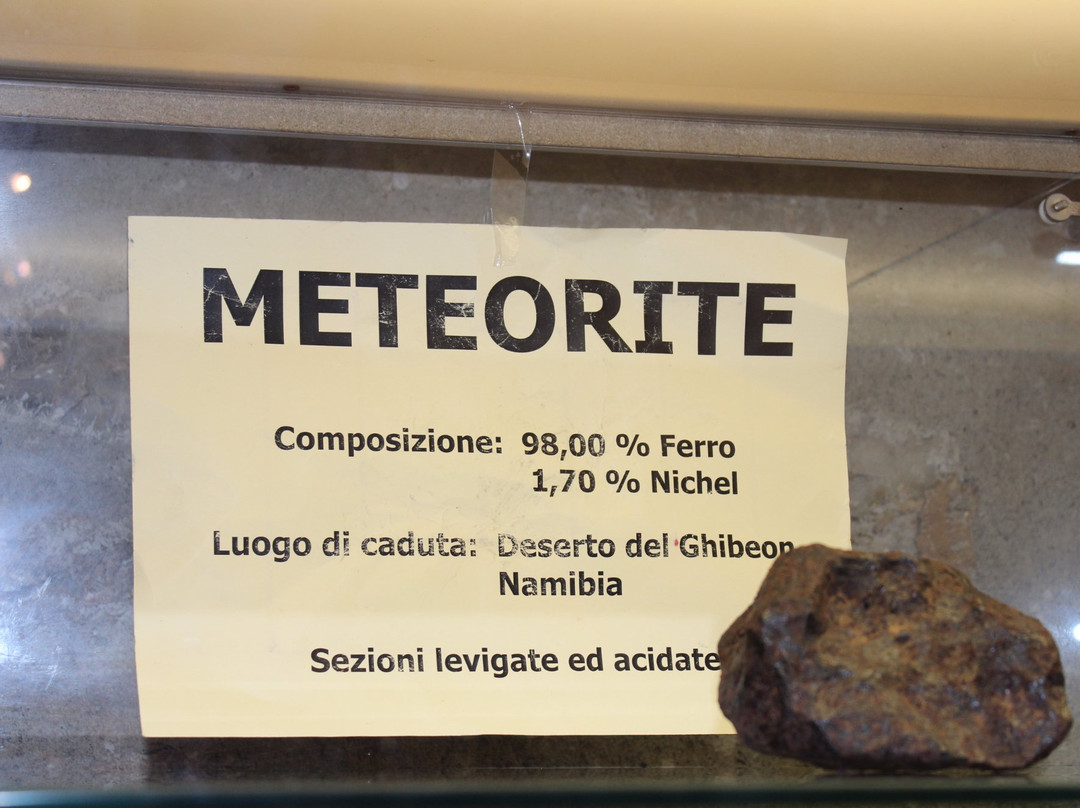 METEORITE
Composizione: 98,00 % Ferro
1,70 % Nichel
Luogo di caduta: Deserto del Ghibeon
Namibia
Sezioni levigate ed acidate